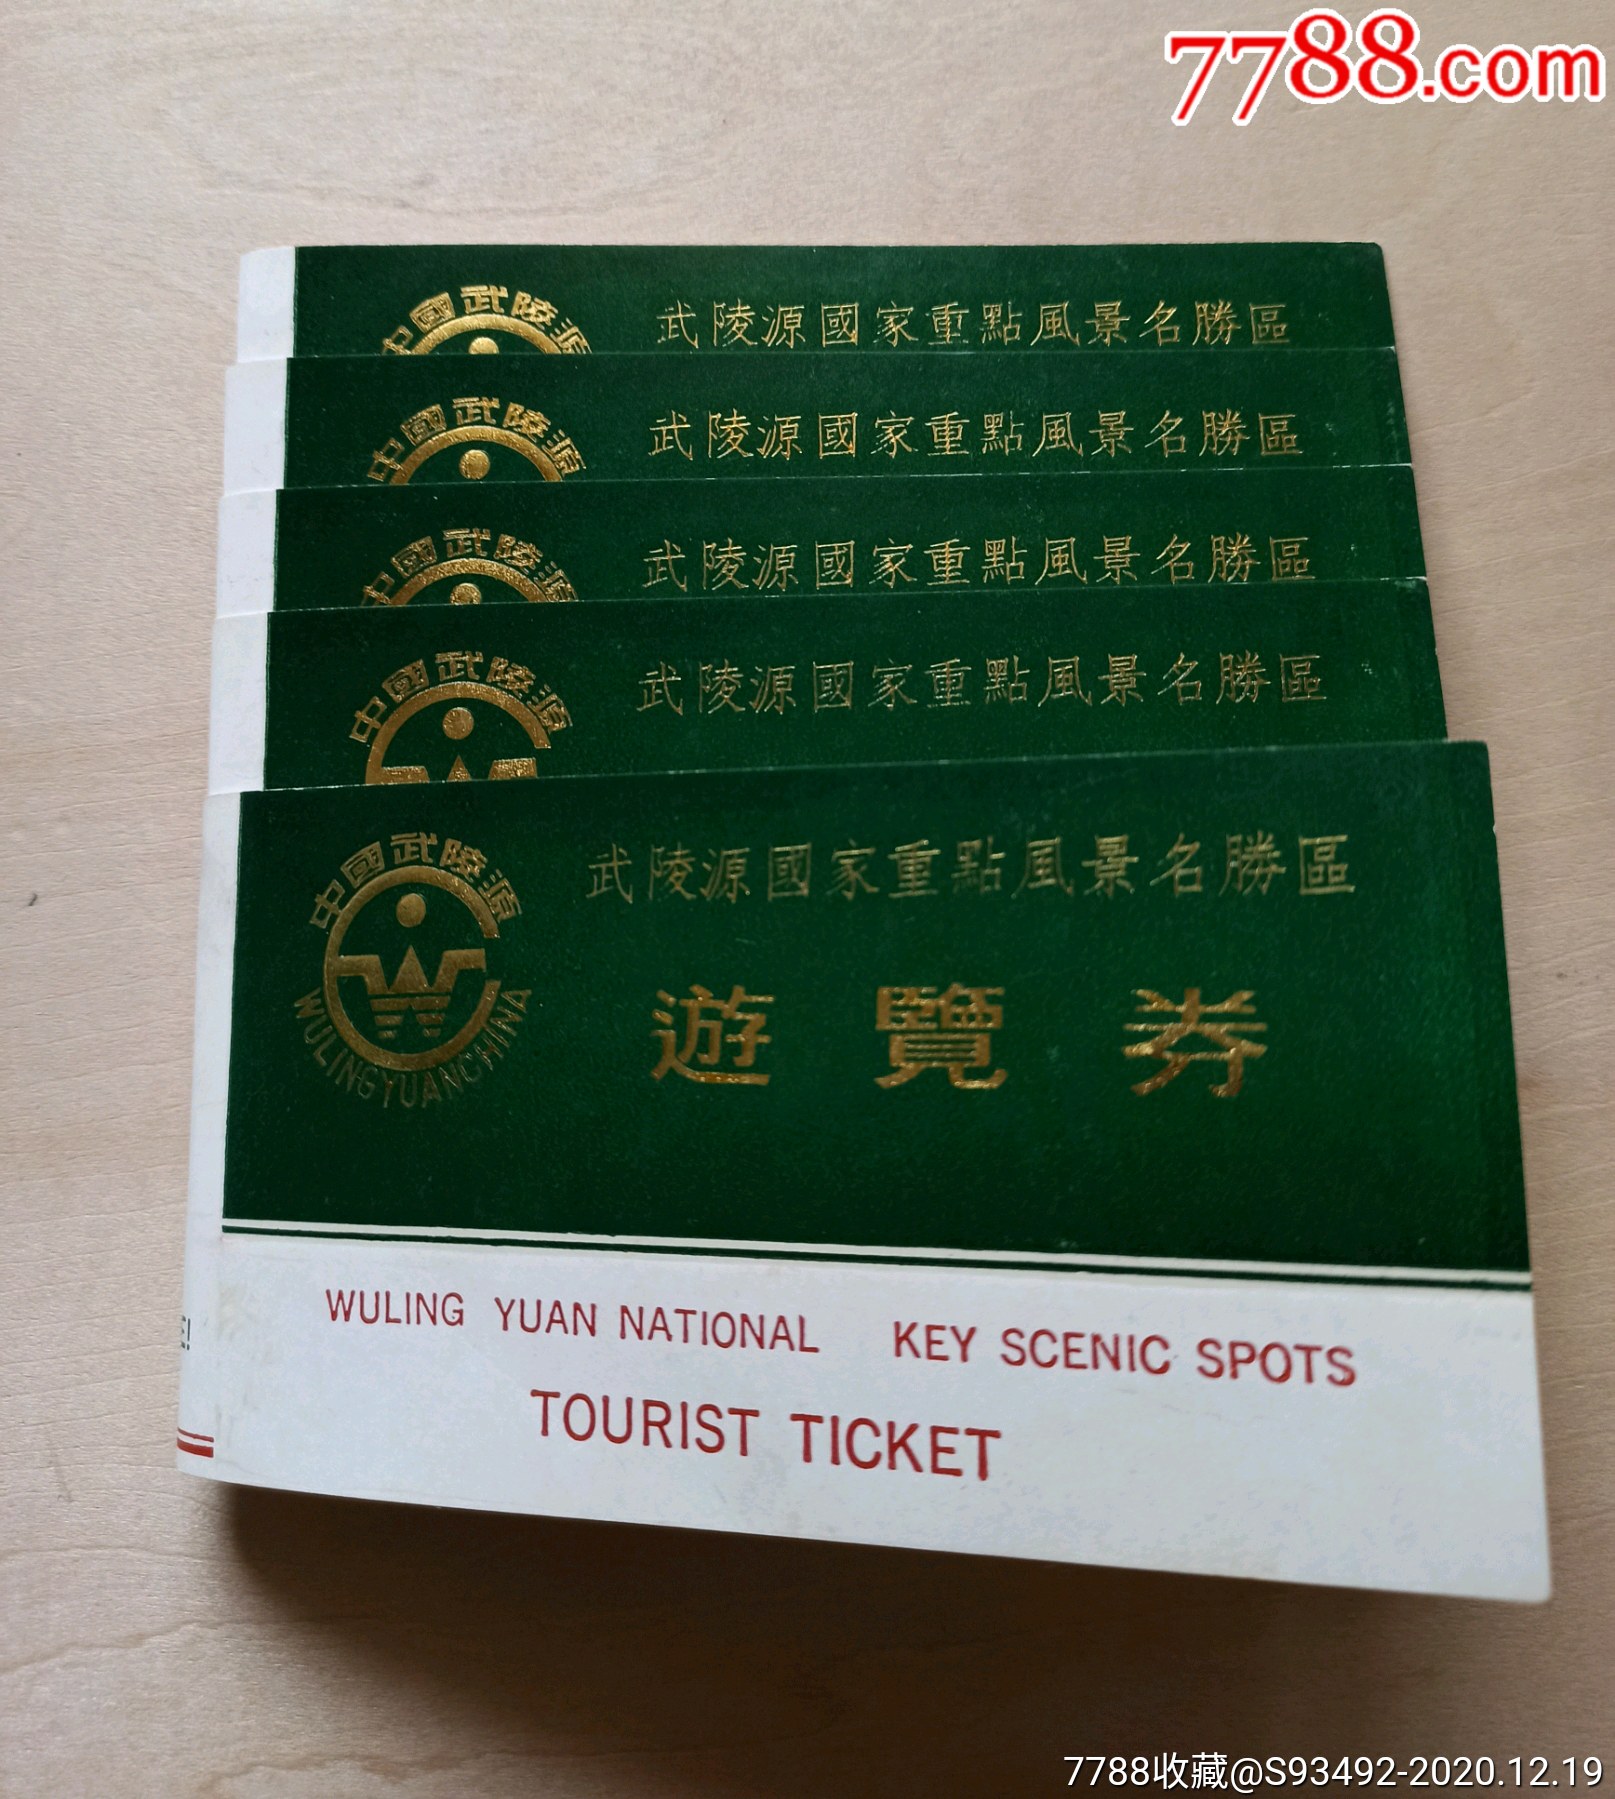 7788.com
中國武陵源
武陵源國家重點風景名勝區
中國武陵源
武陵源國家重點風景名勝區
中國武陵源
武陵源國家重點風景名勝區
中國武陵源
武陵源國家重點風景名勝區
中國武陵源
WULINGYUANCHINA
武陵源國家重點風景名勝區
遊覽券
E!
WULING YUAN NATIONAL KEY SCENIC SPOTS
TOURIST TICKET
7788收藏@S93492-2020.12.19